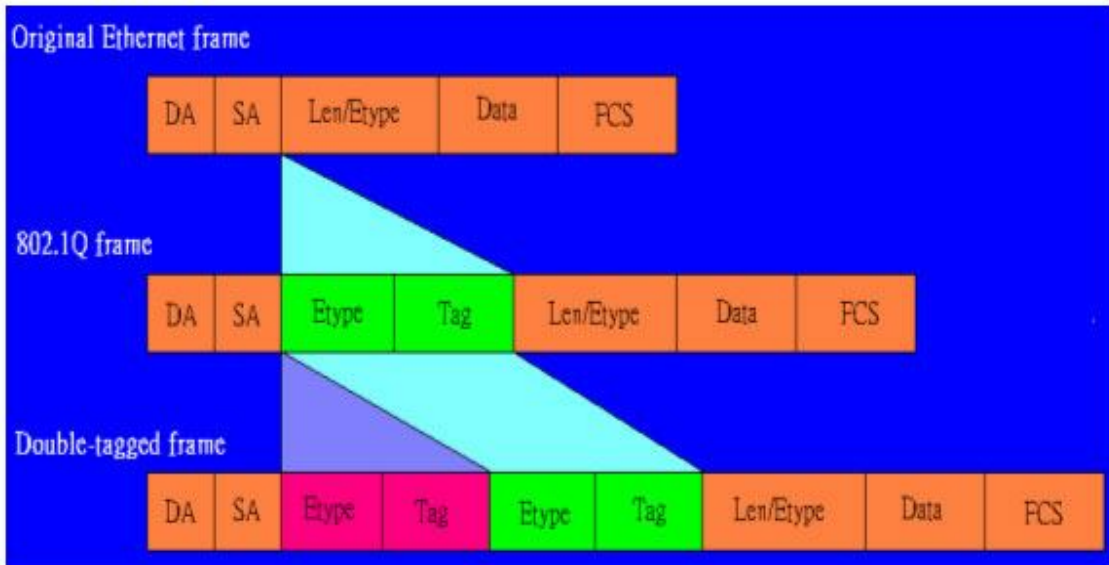 Original Ethernet frame
DA SA Len/Etype Data FCS
802.1Q frame
DA SA Etype Tag Len/Etype Data FCS
Double-tagged frame
DA SA Etype Tag Etype Tag Len/Etype Data FCS